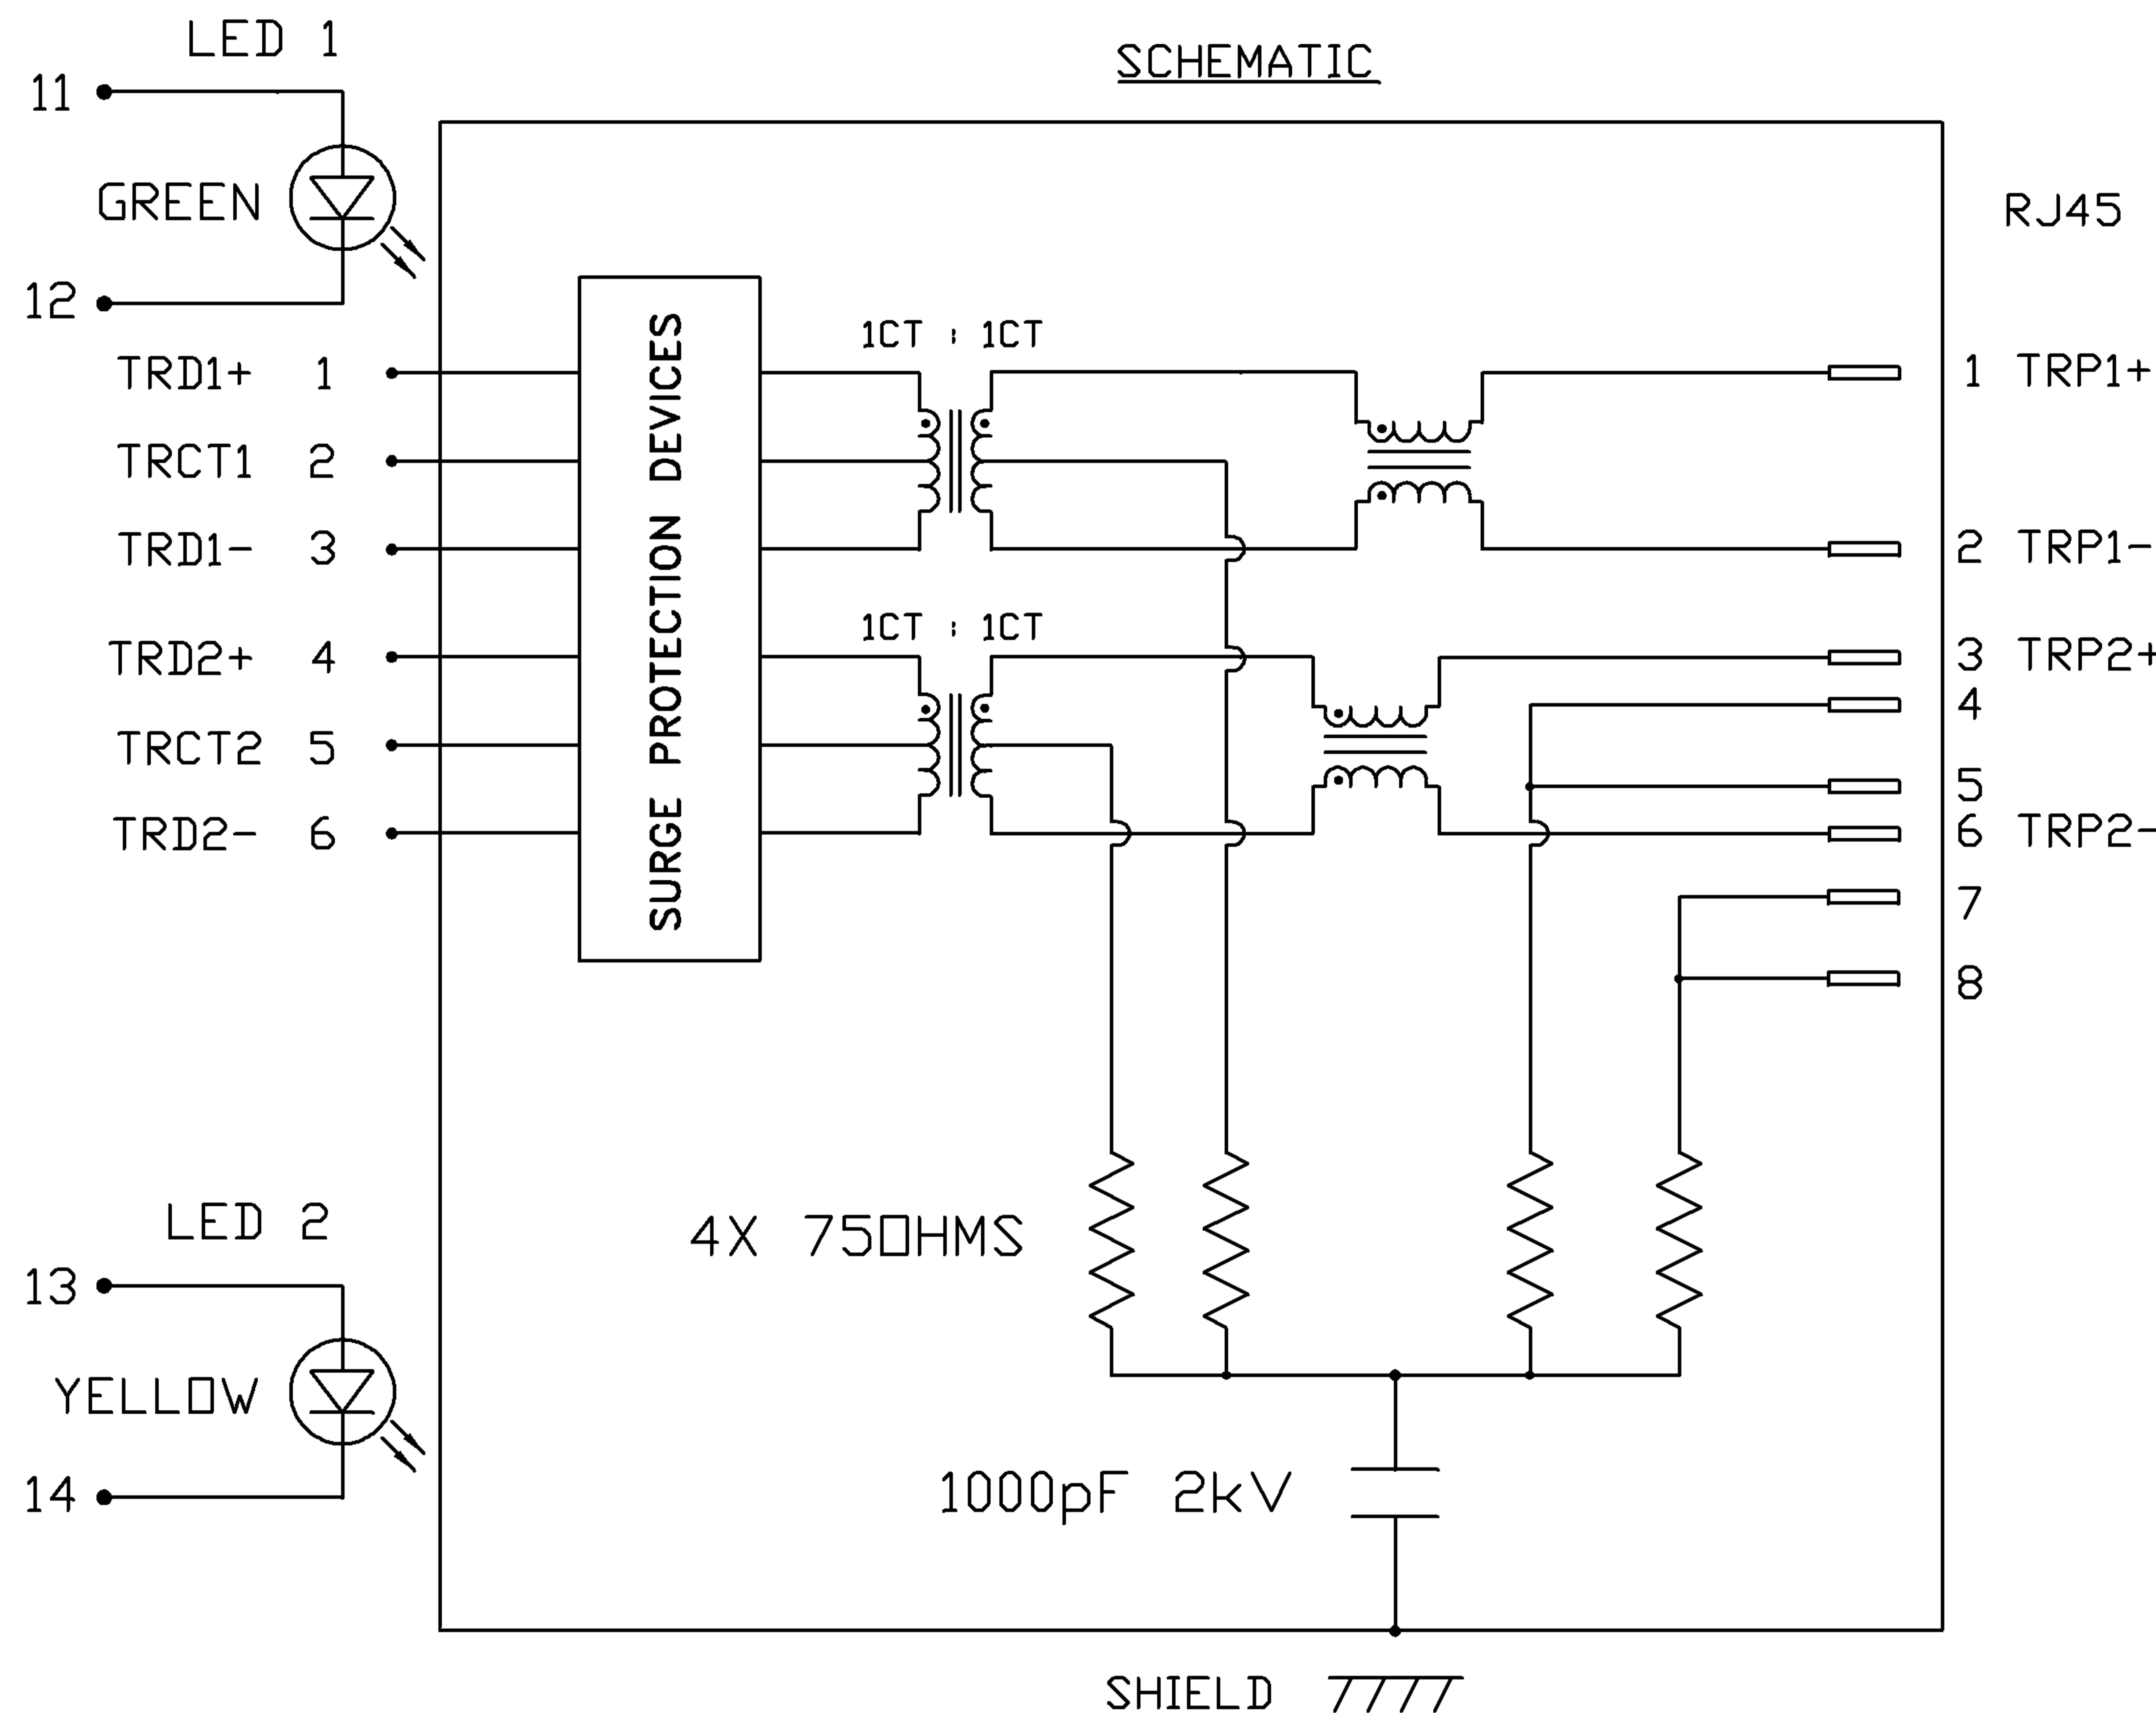 LED 1
SCHEMATIC
11
GREEN
RJ45
12
1CT : 1CT
TRD1+ 1
1 TRP1+
TRCT1 2
TRD1- 3
2 TRP1-
SURGE PROTECTION DEVICES
1CT : 1CT
TRD2+ 4
3 TRP2+
4
TRCT2 5
5
TRD2- 6
6 TRP2-
7
8
LED 2
4X 75OHMS
13
YELLOW
14
1000pF 2kV
SHIELD